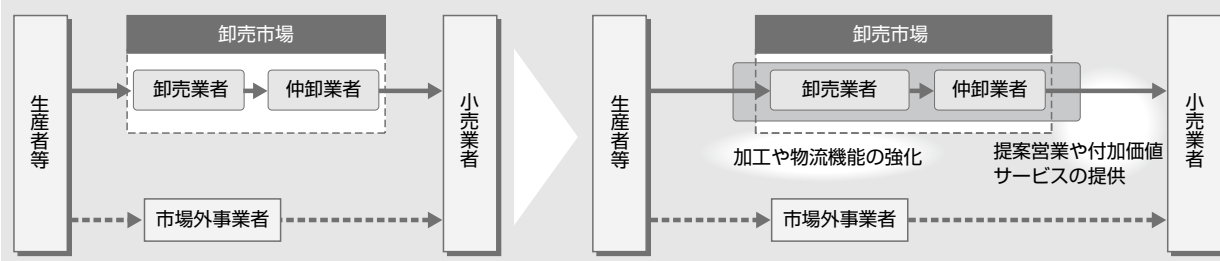 卸売市場
生産者等
卸売業者
仲卸業者
小売業者
市場外事業者
卸売市場
生産者等
卸売業者
仲卸業者
小売業者
加工や物流機能の強化
提案営業や付加価値
サービスの提供
市場外事業者